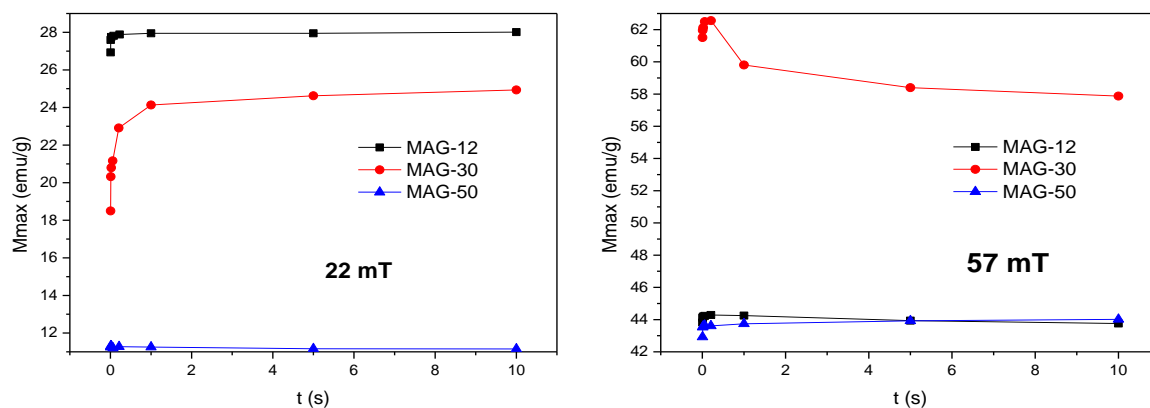 28
26
24
22
20
18
16
14
12
Mmax (emu/g)
MAG-12
MAG-30
MAG-50
22 mT
0 2 4 6 8 10
t (s)
62
60
58
56
54
52
50
48
46
44
42
Mmax (emu/g)
MAG-12
MAG-30
MAG-50
57 mT
0 2 4 6 8 10
t (s)